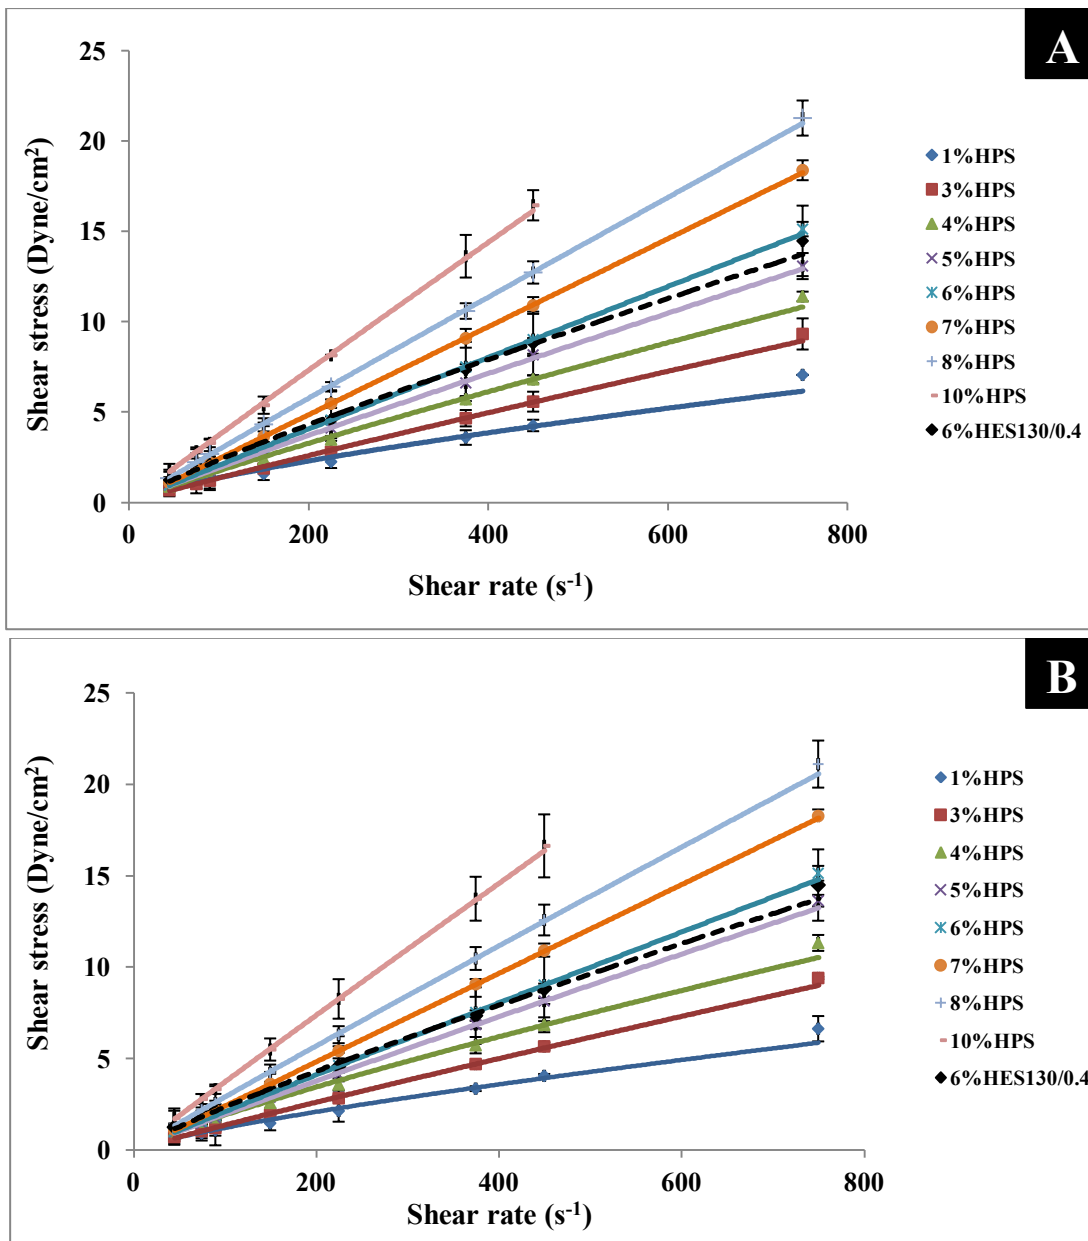 A
25
20
15
10
5
0
Shear stress (Dyne/cm²)
0 200 400 600 800
Shear rate (s⁻¹)
1%HPS
3%HPS
4%HPS
5%HPS
6%HPS
7%HPS
8%HPS
10%HPS
6%HES130/0.4
B
25
20
15
10
5
0
Shear stress (Dyne/cm²)
0 200 400 600 800
Shear rate (s⁻¹)
1%HPS
3%HPS
4%HPS
5%HPS
6%HPS
7%HPS
8%HPS
10%HPS
6%HES130/0.4